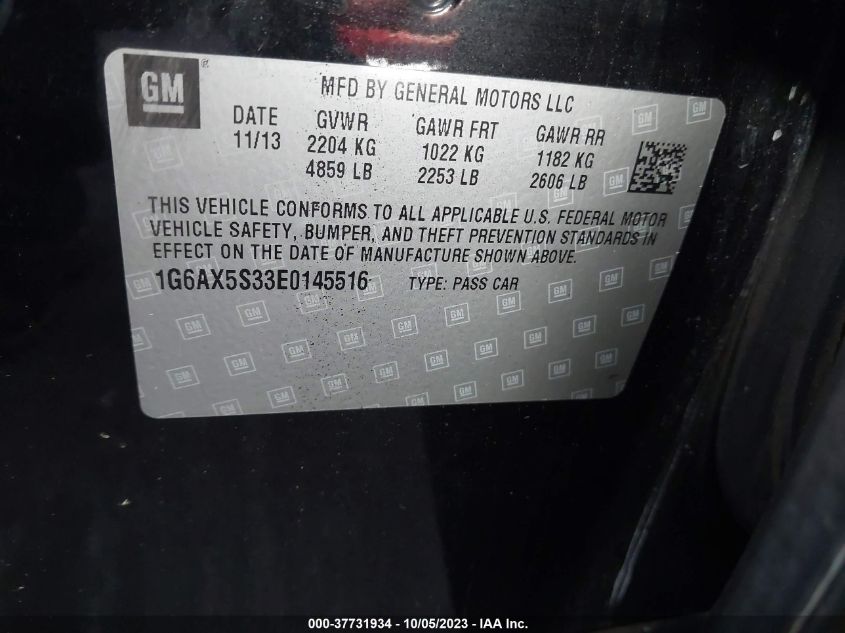 GM
MFD BY GENERAL MOTORS LLC
DATE GVWR GAWR FRT GAWR RR
11/13 2204 KG 1022 KG 1182 KG
4859 LB 2253 LB 2606 LB
THIS VEHICLE CONFORMS TO ALL APPLICABLE U.S. FEDERAL MOTOR
VEHICLE SAFETY, BUMPER, AND THEFT PREVENTION STANDARDS IN
EFFECT ON THE DATE OF MANUFACTURE SHOWN ABOVE.
1G6AX5S33E0145516 TYPE: PASS CAR
000-37731934 - 10/05/2023 - IAA Inc.